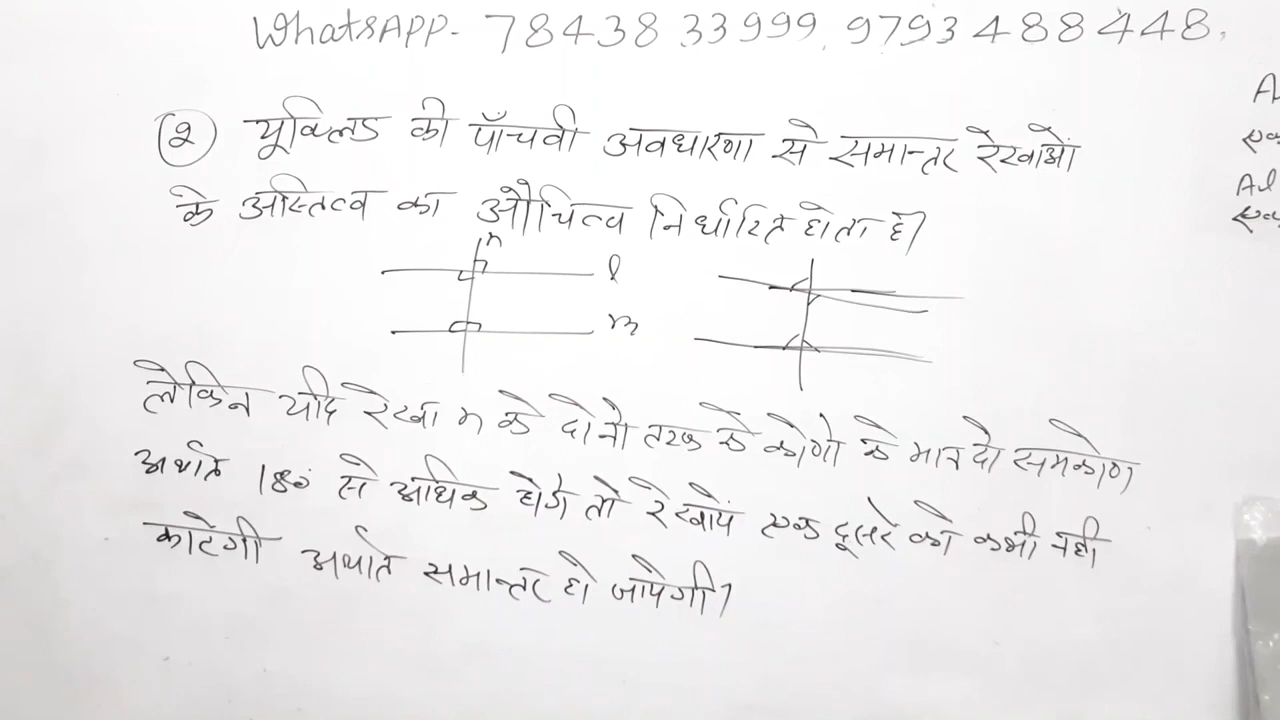 WhatsAPP - 7843833999, 9793488448.
② यूक्लिड की पाँचवी अवधारणा से समान्तर रेखाओं
के अस्तित्व का औचित्य निर्धारित होता है।
n
l
m
लेकिन यदि रेखा n के दोनो तरफ के कोणो के मान दो समकोण
अर्थात 180 से अधिक होगें तो रेखायें एक दूसरे को कभी नही
काटेगी अर्थात समान्तर हो जायेगी।